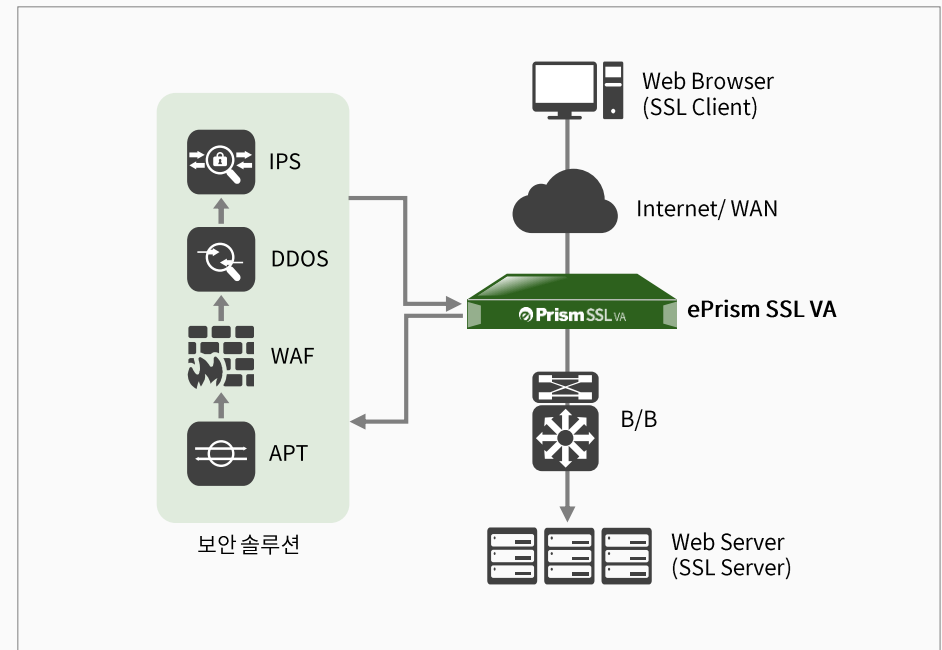 Web Browser
(SSL Client)
IPS
Internet/ WAN
DDOS
ePrism SSL VA
Prism SSL VA
WAF
B/B
APT
보안 솔루션
Web Server
(SSL Server)